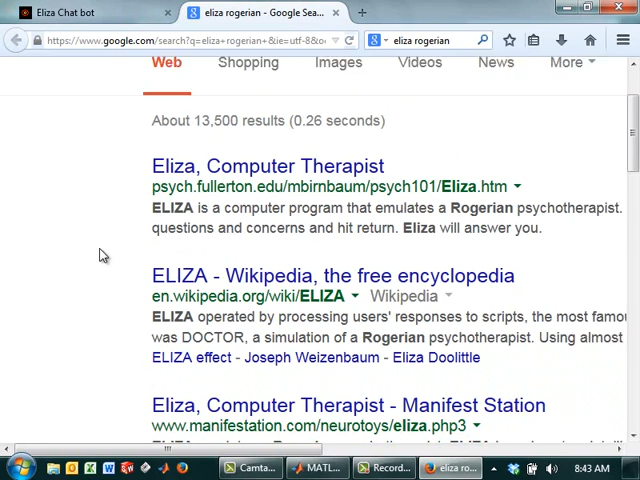 Eliza Chat bot
eliza rogerian - Google Sea...
https://www.google.com/search?q=eliza+rogerian+&ie=utf-8&o
eliza rogerian
Web Shopping Images Videos News More
About 13,500 results (0.26 seconds)
Eliza, Computer Therapist
psych.fullerton.edu/mbirnbaum/psych101/Eliza.htm
ELIZA is a computer program that emulates a Rogerian psychotherapist.
questions and concerns and hit return. Eliza will answer you.
ELIZA - Wikipedia, the free encyclopedia
en.wikipedia.org/wiki/ELIZA Wikipedia
ELIZA operated by processing users' responses to scripts, the most famou
was DOCTOR, a simulation of a Rogerian psychotherapist. Using almost
ELIZA effect - Joseph Weizenbaum - Eliza Doolittle
Eliza, Computer Therapist - Manifest Station
www.manifestation.com/neurotoys/eliza.php3
Camta... MATL... Record... eliza ro... 8:43 AM